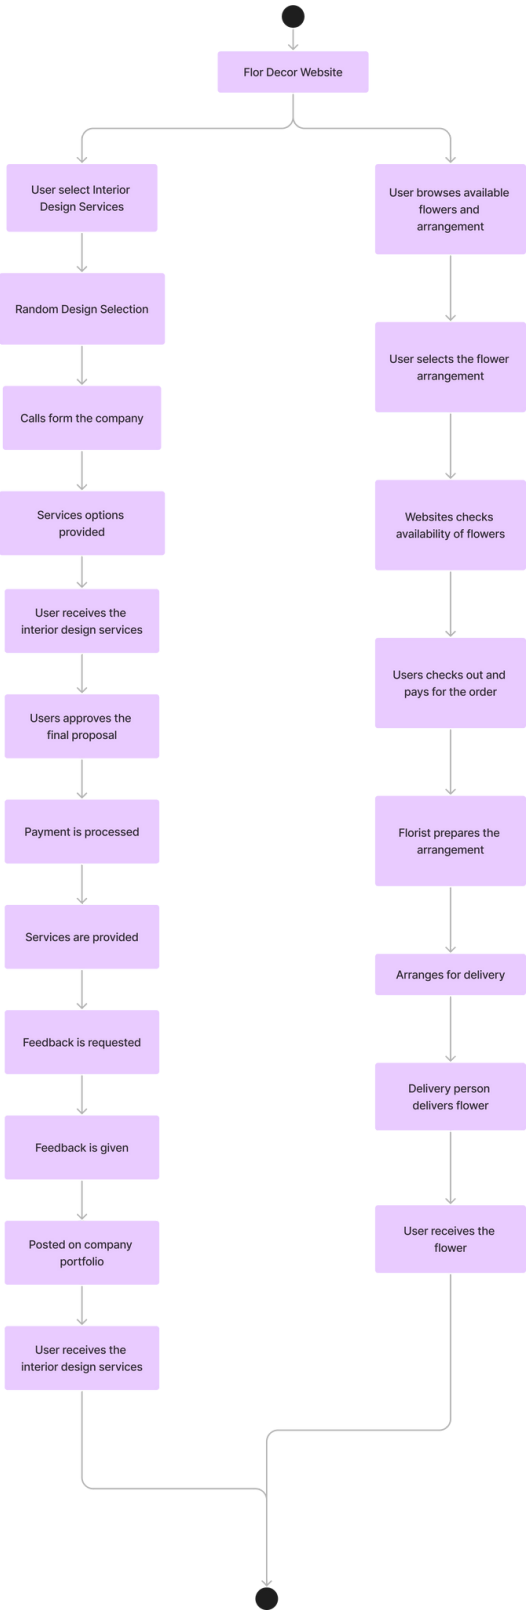 Flor Decor Website
User select Interior
Design Services
Random Design Selection
Calls form the company
Services options
provided
User receives the
interior design services
Users approves the
final proposal
Payment is processed
Services are provided
Feedback is requested
Feedback is given
Posted on company
portfolio
User receives the
interior design services
User browses available
flowers and
arrangement
User selects the flower
arrangement
Websites checks
availability of flowers
Users checks out and
pays for the order
Florist prepares the
arrangement
Arranges for delivery
Delivery person
delivers flower
User receives the
flower